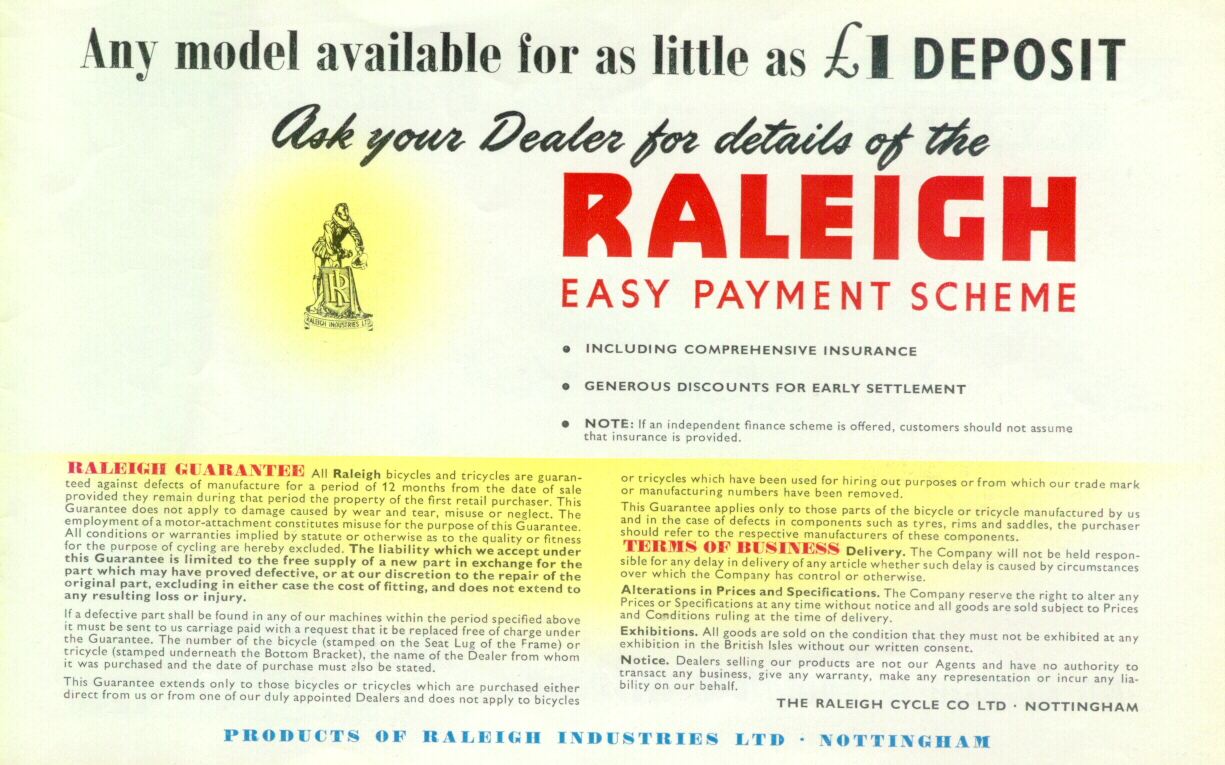 Any model available for as little as £1 DEPOSIT
Ask your Dealer for details of the
RALEIGH
EASY PAYMENT SCHEME
R
RALEIGH INDUSTRIES LTD
• INCLUDING COMPREHENSIVE INSURANCE
• GENEROUS DISCOUNTS FOR EARLY SETTLEMENT
• NOTE: If an independent finance scheme is offered, customers should not assume
that insurance is provided.
RALEIGH GUARANTEE All Raleigh bicycles and tricycles are guaran-
teed against defects of manufacture for a period of 12 months from the date of sale
provided they remain during that period the property of the first retail purchaser. This
Guarantee does not apply to damage caused by wear and tear, misuse or neglect. The
employment of a motor-attachment constitutes misuse for the purpose of this Guarantee.
All conditions or warranties implied by statute or otherwise as to the quality or fitness
for the purpose of cycling are hereby excluded. The liability which we accept under
this Guarantee is limited to the free supply of a new part in exchange for the
part which may have proved defective, or at our discretion to the repair of the
original part, excluding in either case the cost of fitting, and does not extend to
any resulting loss or injury.
If a defective part shall be found in any of our machines within the period specified above
it must be sent to us carriage paid with a request that it be replaced free of charge under
the Guarantee. The number of the bicycle (stamped on the Seat Lug of the Frame) or
tricycle (stamped underneath the Bottom Bracket), the name of the Dealer from whom
it was purchased and the date of purchase must also be stated.
This Guarantee extends only to those bicycles or tricycles which are purchased either
direct from us or from one of our duly appointed Dealers and does not apply to bicycles
or tricycles which have been used for hiring out purposes or from which our trade mark
or manufacturing numbers have been removed.
This Guarantee applies only to those parts of the bicycle or tricycle manufactured by us
and in the case of defects in components such as tyres, rims and saddles, the purchaser
should refer to the respective manufacturers of these components.
TERMS OF BUSINESS Delivery. The Company will not be held respon-
sible for any delay in delivery of any article whether such delay is caused by circumstances
over which the Company has control or otherwise.
Alterations in Prices and Specifications. The Company reserve the right to alter any
Prices or Specifications at any time without notice and all goods are sold subject to Prices
and Conditions ruling at the time of delivery.
Exhibitions. All goods are sold on the condition that they must not be exhibited at any
exhibition in the British Isles without our written consent.
Notice. Dealers selling our products are not our Agents and have no authority to
transact any business, give any warranty, make any representation or incur any lia-
bility on our behalf.
THE RALEIGH CYCLE CO LTD · NOTTINGHAM
PRODUCTS OF RALEIGH INDUSTRIES LTD · NOTTINGHAM